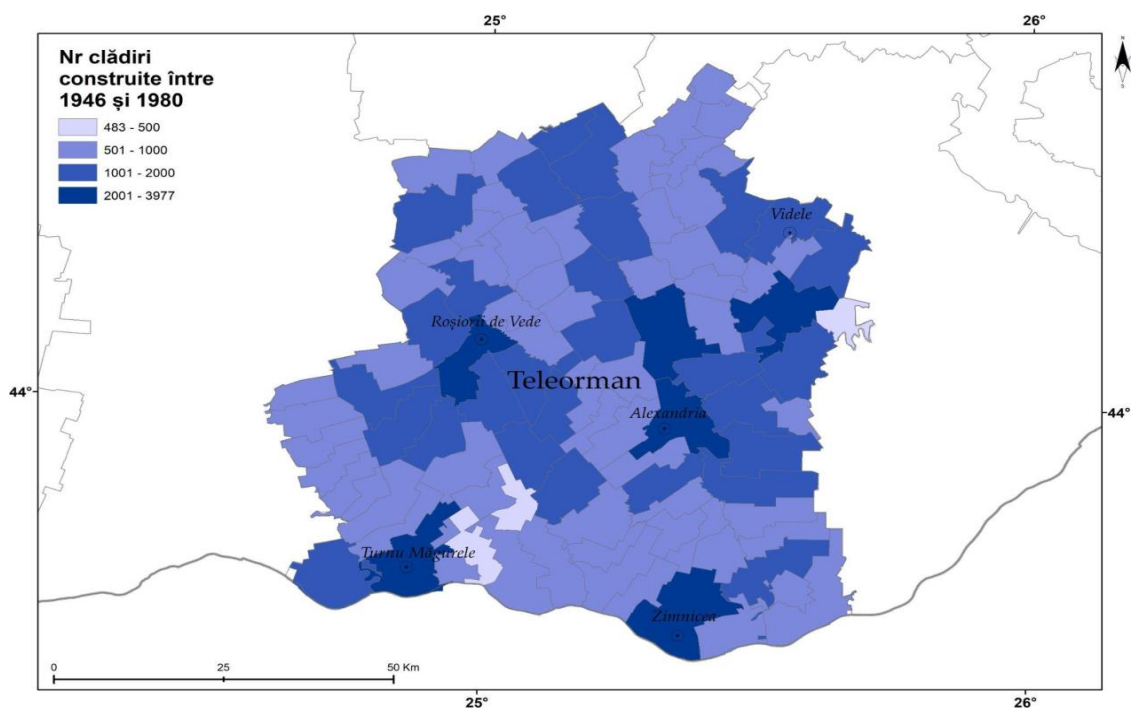 25°
26°
Nr clădiri
construite între
1946 și 1980
483 - 500
501 - 1000
1001 - 2000
2001 - 3977
N
S
Videle
Roșiorii de Vede
Teleorman
44°
Alexandria
44°
Turnu Măgurele
Zimnicea
0
25
50 Km
25°
26°